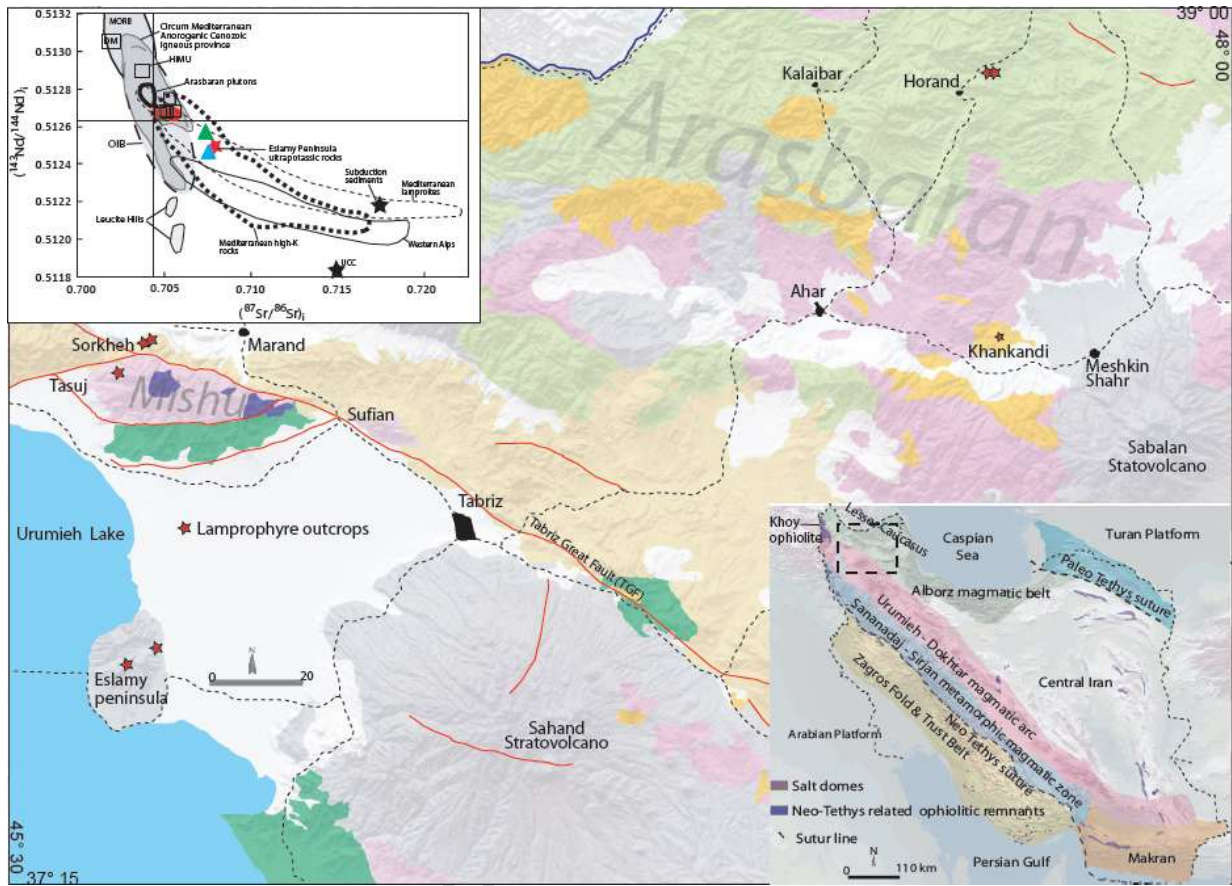 0.5132
0.5130
0.5128
0.5126
0.5124
0.5122
0.5120
0.5118
(143Nd/144Nd)i
0.700
0.705
0.710
0.715
0.720
(87Sr/86Sr)i
MORB
DM
Circum Mediterranean
Anorogenic Cenozoic
Igneous province
HIMU
Arasbaran plutons
OIB
Eslamy Peninsula
ultrapotassic rocks
Subduction
sediments
Mediterranean
lamproites
Leucite Hills
Mediterranean high-K
rocks
Western Alps
UCC
39° 00
48° 00
Kalaibar
Horand
Arasbaran
Ahar
Khankandi
Meshkin
Shahr
Sabalan
Statovolcano
Sorkheh
Marand
Tasuj
Mishu
Sufian
Tabriz
Tabriz Great Fault (TGF)
Urumieh Lake
Lamprophyre outcrops
N
0
20
Eslamy
peninsula
Sahand
Stratovolcano
45° 30
37° 15
Khoy
ophiolite
Lesser Caucasus
Caspian
Sea
Turan Platform
Paleo Tethys suture
Alborz magmatic belt
Urumieh - Dokhtar magmatic arc
Sanandaj - Sirjan metamorphic magmatic zone
Neo Tethys suture
Zagros Fold & Trust Belt
Central Iran
Arabian Platform
Salt domes
Neo-Tethys related ophiolitic remnants
Sutur line
N
0
110 km
Persian Gulf
Makran